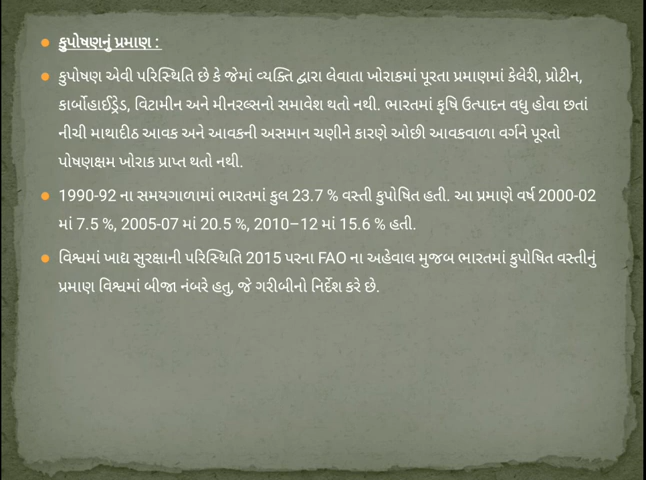 કુપોષણનું પ્રમાણ :
કુપોષણ એવી પરિસ્થિતિ છે કે જેમાં વ્યક્તિ દ્વારા લેવાતા ખોરાકમાં પૂરતા પ્રમાણમાં કેલેરી, પ્રોટીન,
કાર્બોહાઈડ્રેડ, વિટામીન અને મીનરલ્સનો સમાવેશ થતો નથી. ભારતમાં કૃષિ ઉત્પાદન વધુ હોવા છતાં
નીચી માથાદીઠ આવક અને આવકની અસમાન ચણીને કારણે ઓછી આવકવાળા વર્ગને પૂરતો
પોષણક્ષમ ખોરાક પ્રાપ્ત થતો નથી.
1990-92 ના સમયગાળામાં ભારતમાં કુલ 23.7 % વસ્તી કુપોષિત હતી. આ પ્રમાણે વર્ષ 2000-02
માં 7.5 %, 2005-07 માં 20.5 %, 2010–12 માં 15.6 % હતી.
વિશ્વમાં ખાદ્ય સુરક્ષાની પરિસ્થિતિ 2015 પરના FAO ના અહેવાલ મુજબ ભારતમાં કુપોષિત વસ્તીનું
પ્રમાણ વિશ્વમાં બીજા નંબરે હતુ, જે ગરીબીનો નિર્દેશ કરે છે.